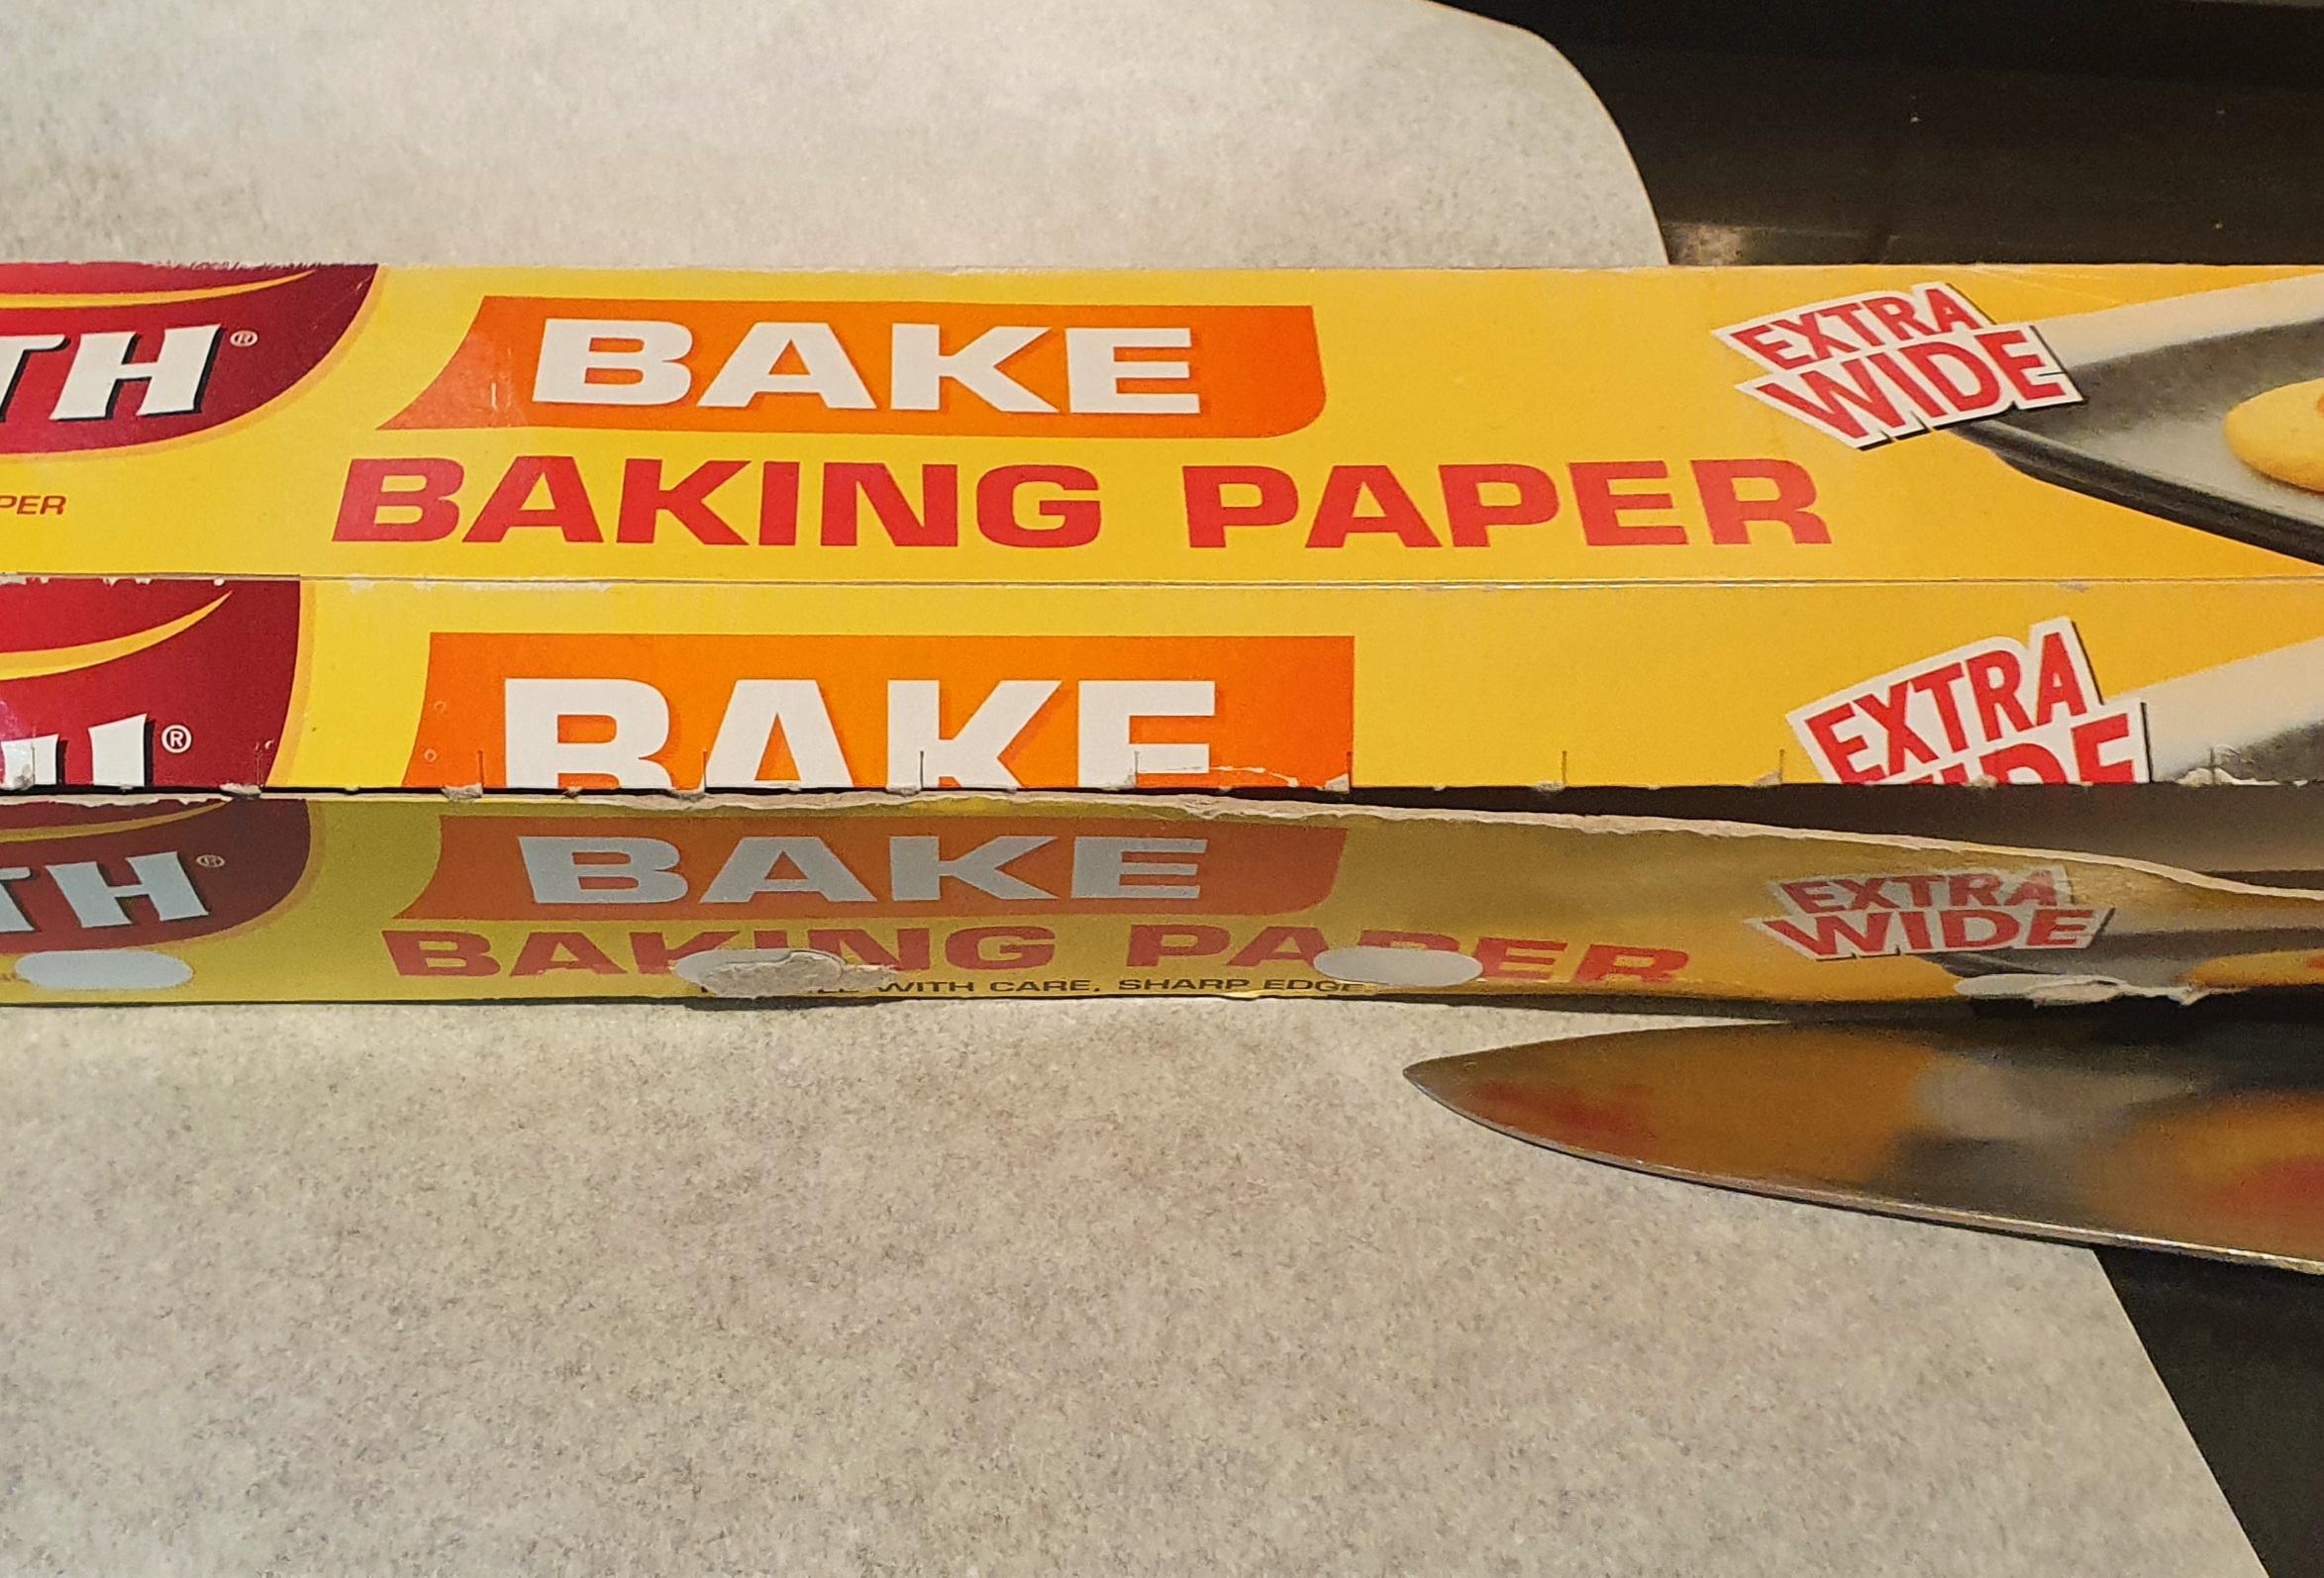 TH®
BAKE
EXTRA
WIDE
BAKING PAPER
PER
®
BAKE
EXTRA
WIDE
TH®
BAKE
EXTRA
WIDE
BAKING PAPER
WITH CARE, SHARP EDGE